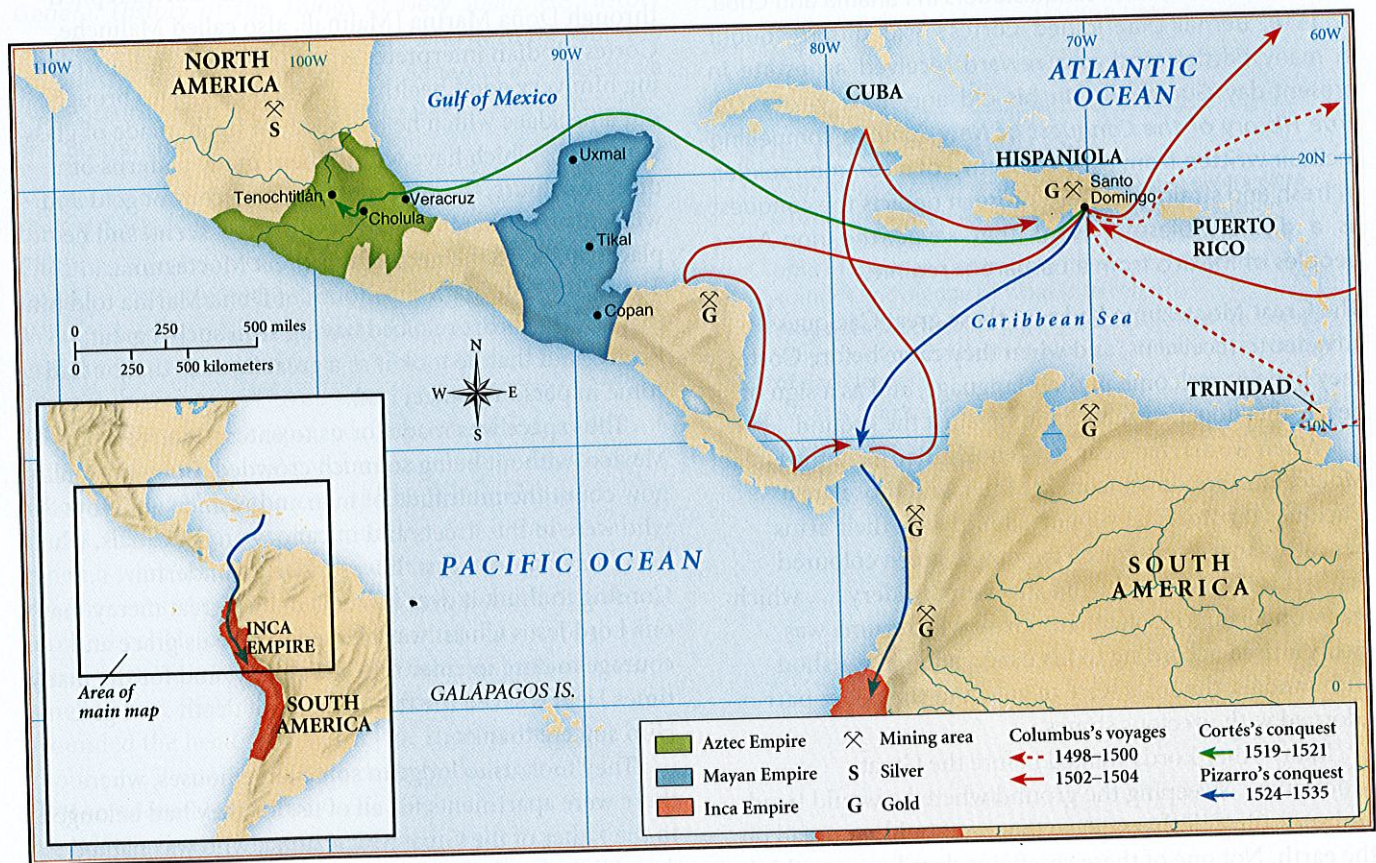 through Doña Marina
110W
NORTH
AMERICA
S
100W
90W
Gulf of Mexico
80W
CUBA
70W
60W
ATLANTIC
OCEAN
20N
HISPANIOLA
G
Santo
Domingo
PUERTO
RICO
Uxmal
Tenochtitlán
Veracruz
Cholula
Tikal
Copan
G
Caribbean Sea
0 250 500 miles
0 250 500 kilometers
N
W E
S
TRINIDAD
10N
G
G
G
PACIFIC OCEAN
SOUTH
AMERICA
INCA
EMPIRE
Area of
main map
SOUTH
AMERICA
GALÁPAGOS IS.
0
Aztec Empire
Mayan Empire
Inca Empire
Mining area
S Silver
G Gold
Columbus's voyages
1498–1500
1502–1504
Cortés's conquest
1519–1521
Pizarro's conquest
1524–1535